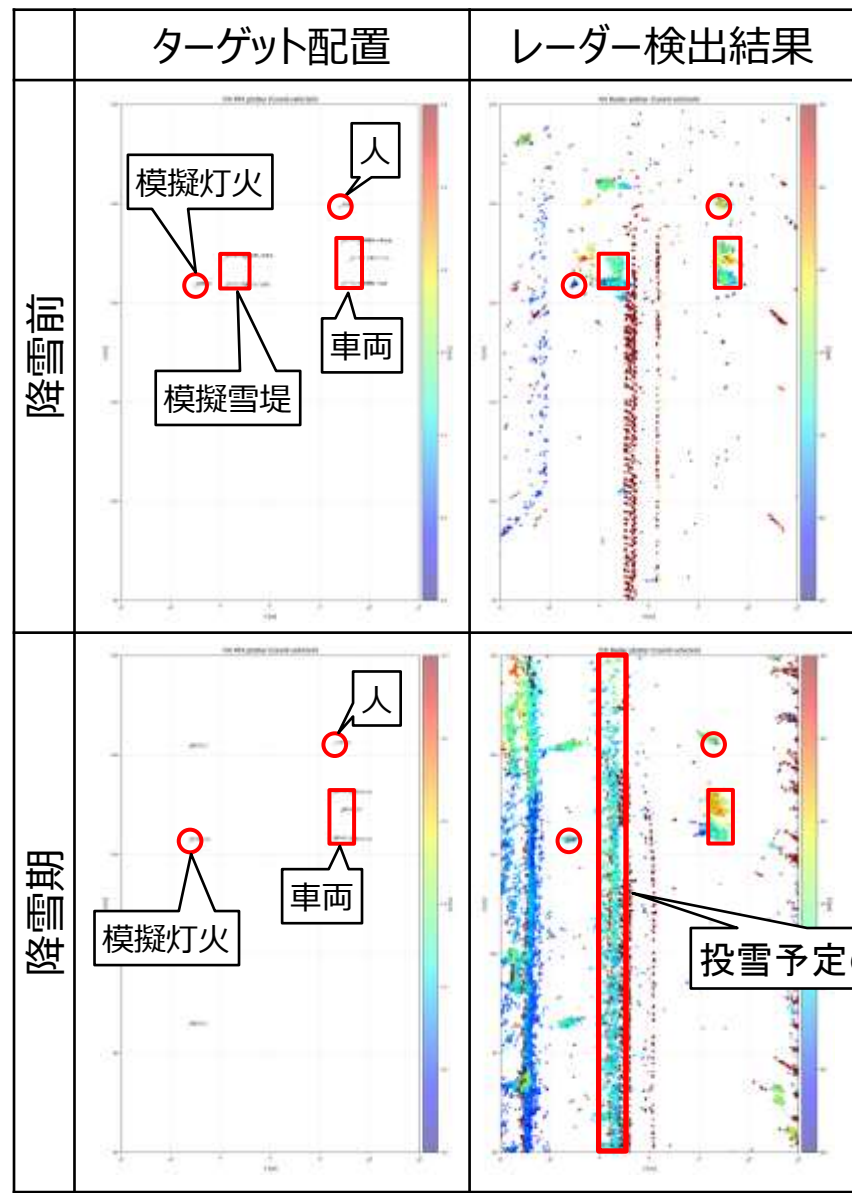 ターゲット配置
レーダー検出結果
降雪前
人
模擬灯火
車両
模擬雪堤
降雪期
人
車両
模擬灯火
投雪予定